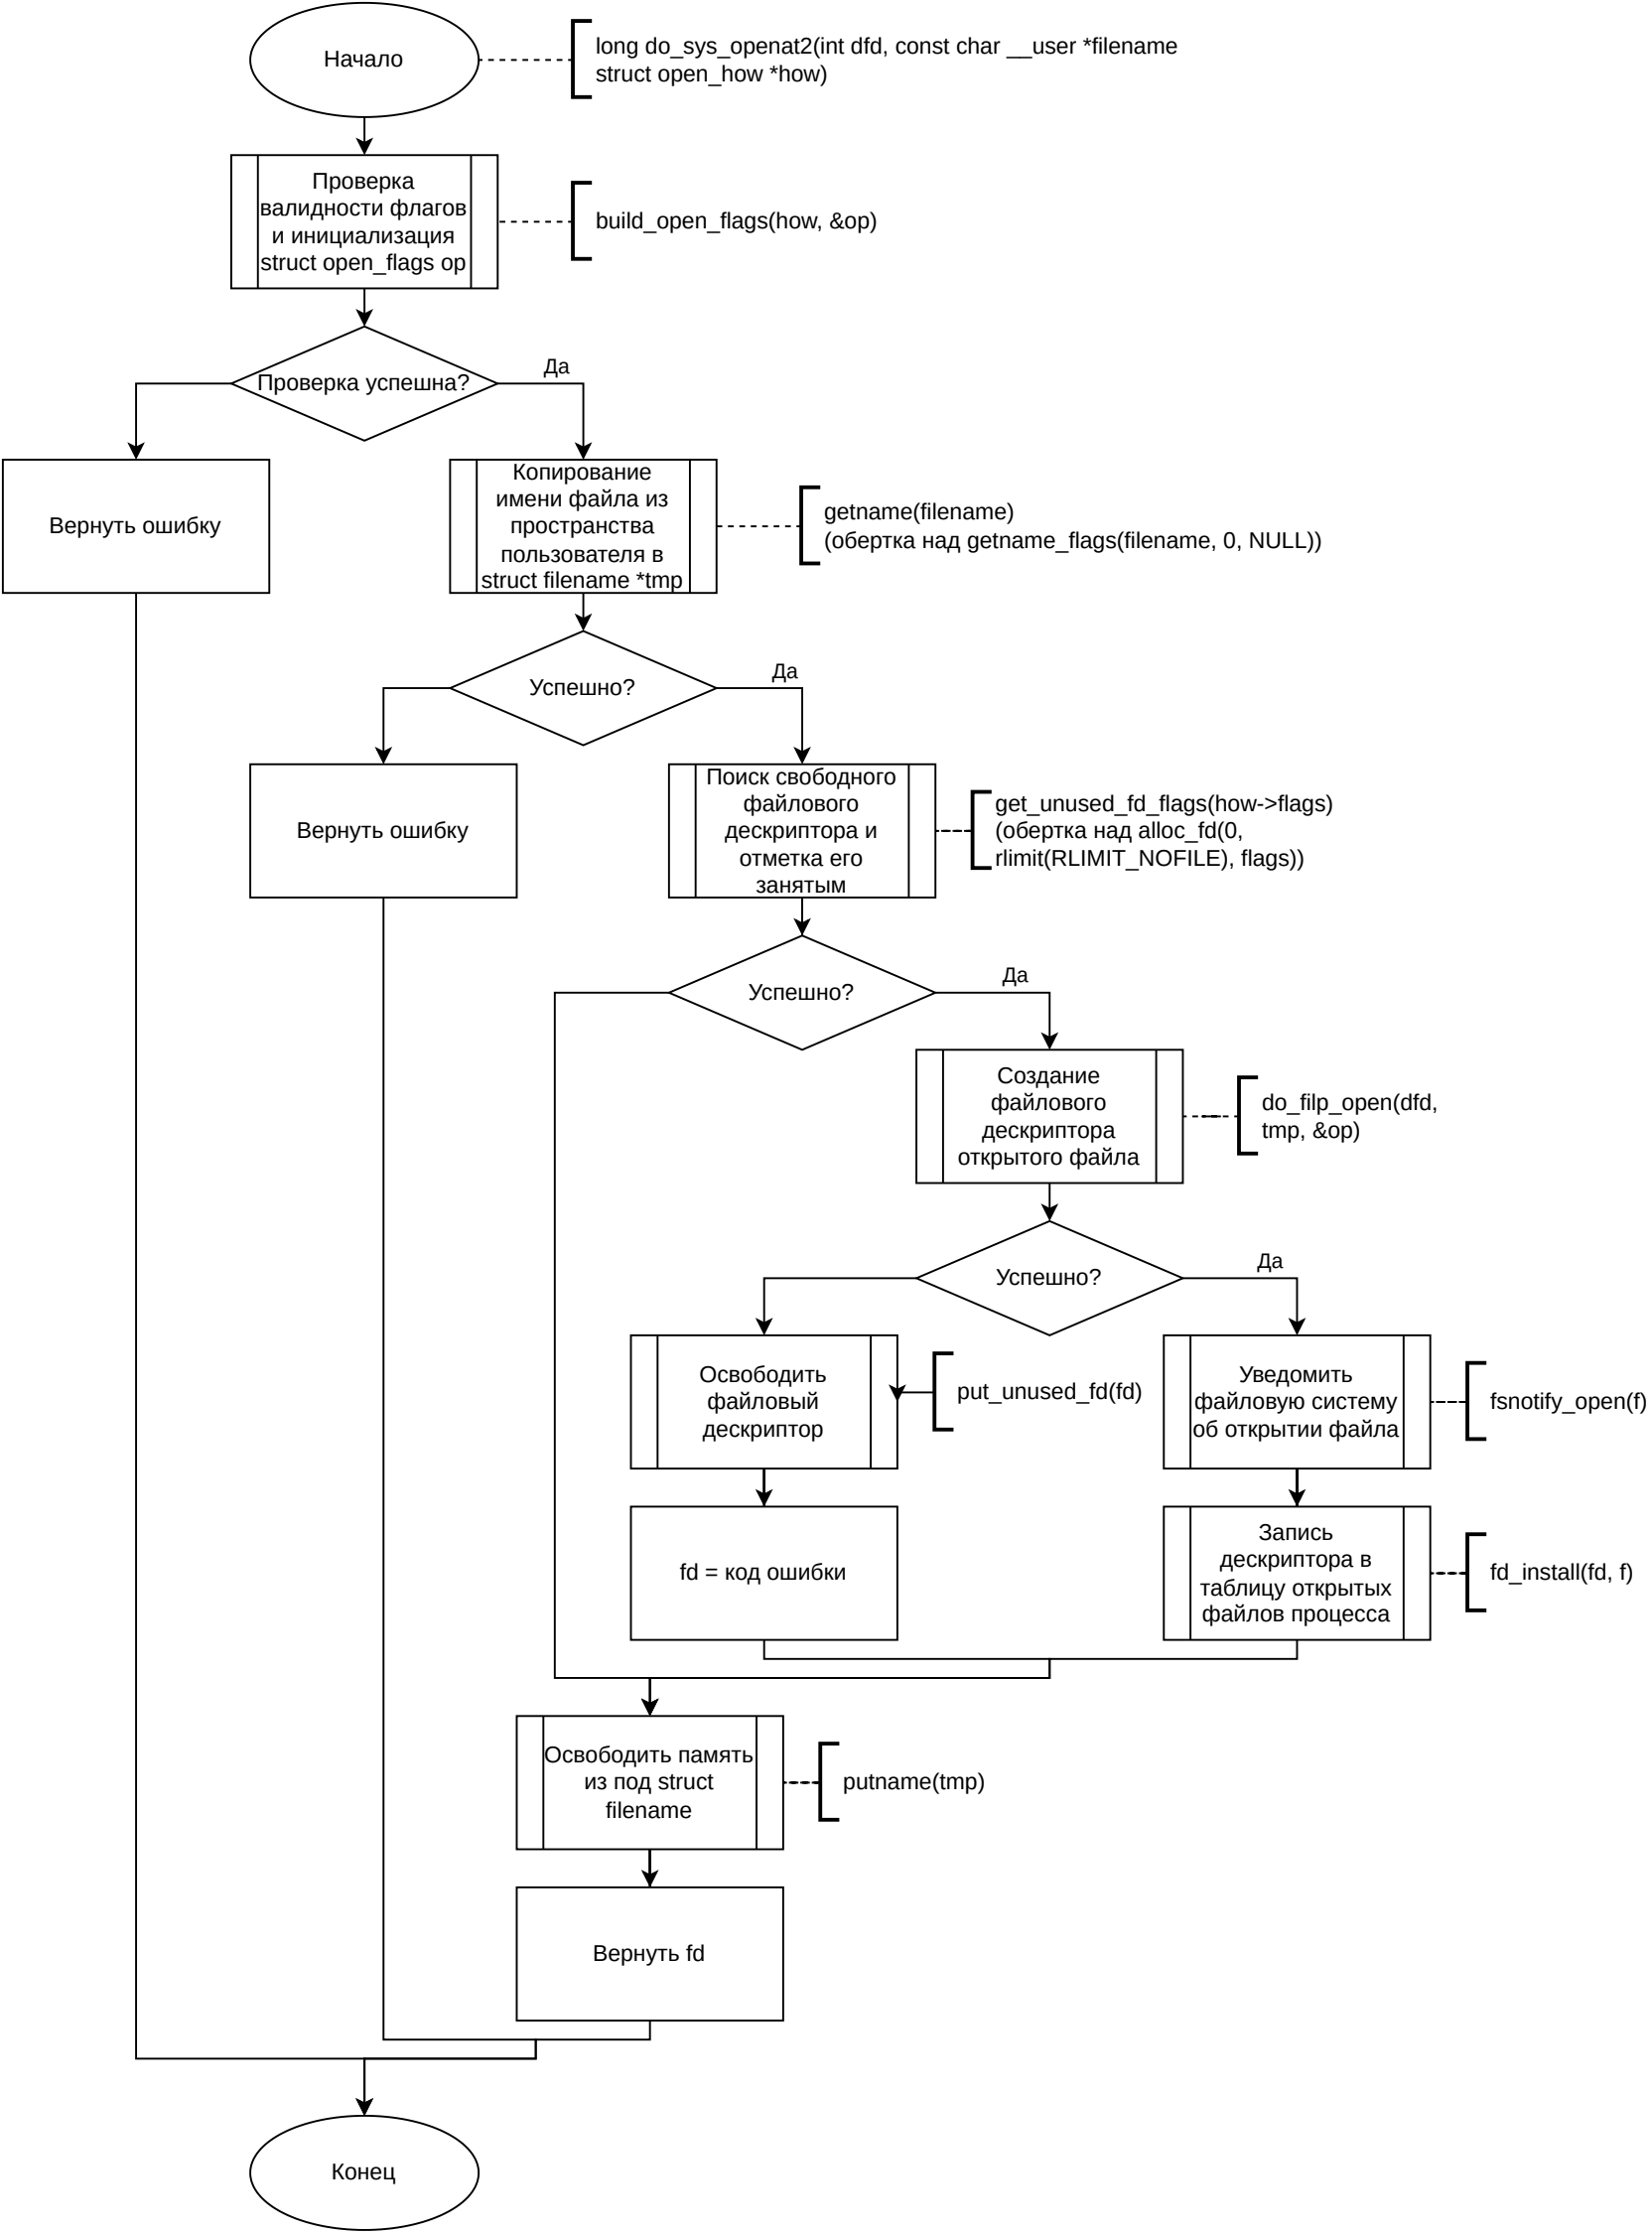 Начало
long do_sys_openat2(int dfd, const char __user *filename
struct open_how *how)
Проверка
валидности флагов
и инициализация
struct open_flags op
build_open_flags(how, &op)
Проверка успешна?
Да
Вернуть ошибку
Копирование
имени файла из
пространства
пользователя в
struct filename *tmp
getname(filename)
(обертка над getname_flags(filename, 0, NULL))
Успешно?
Да
Вернуть ошибку
Поиск свободного
файлового
дескриптора и
отметка его
занятым
get_unused_fd_flags(how->flags)
(обертка над alloc_fd(0,
rlimit(RLIMIT_NOFILE), flags))
Успешно?
Да
Создание
файлового
дескриптора
открытого файла
do_filp_open(dfd,
tmp, &op)
Успешно?
Да
Освободить
файловый
дескриптор
put_unused_fd(fd)
Уведомить
файловую систему
об открытии файла
fsnotify_open(f)
fd = код ошибки
Запись
дескриптора в
таблицу открытых
файлов процесса
fd_install(fd, f)
Освободить память
из под struct
filename
putname(tmp)
Вернуть fd
Конец